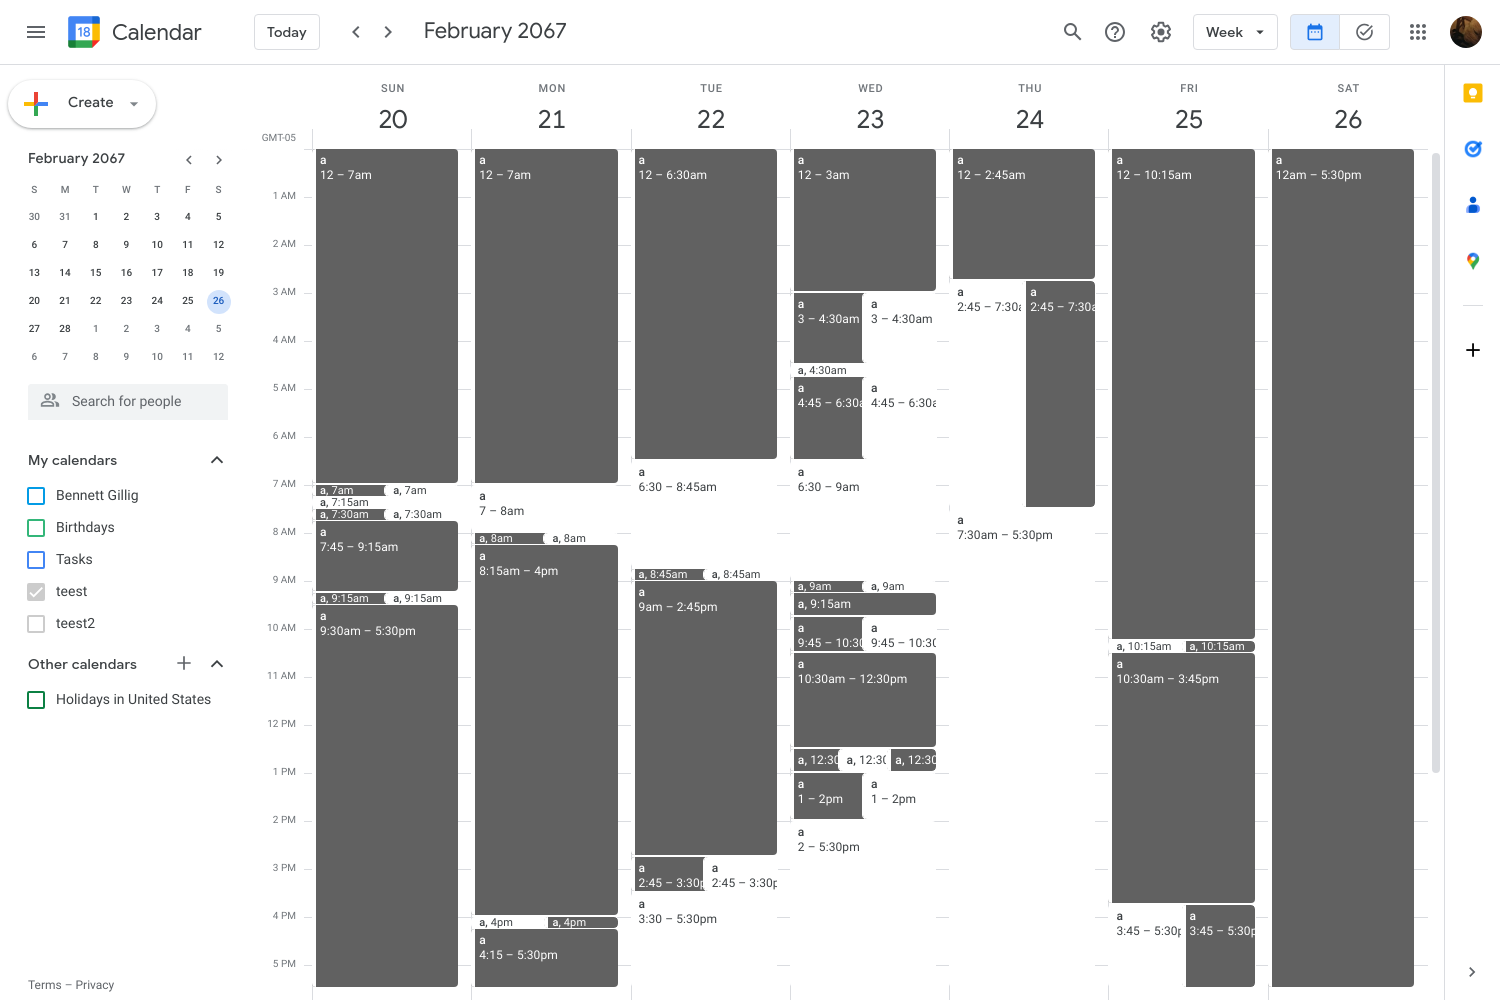 18 Calendar
Today
February 2067
Week
Create
February 2067
S M T W T F S
30 31 1 2 3 4 5
6 7 8 9 10 11 12
13 14 15 16 17 18 19
20 21 22 23 24 25 26
27 28 1 2 3 4 5
6 7 8 9 10 11 12
Search for people
My calendars
Bennett Gillig
Birthdays
Tasks
teest
teest2
Other calendars
Holidays in United States
Terms – Privacy
GMT-05
1 AM
2 AM
3 AM
4 AM
5 AM
6 AM
7 AM
8 AM
9 AM
10 AM
11 AM
12 PM
1 PM
2 PM
3 PM
4 PM
5 PM
SUN
20
a
12 – 7am
a, 7am
a, 7am
a, 7:15am
a, 7:30am
a, 7:30am
a
7:45 – 9:15am
a, 9:15am
a, 9:15am
a
9:30am – 5:30pm
MON
21
a
12 – 7am
a
7 – 8am
a, 8am
a, 8am
a
8:15am – 4pm
a, 4pm
a, 4pm
a
4:15 – 5:30pm
TUE
22
a
12 – 6:30am
a
6:30 – 8:45am
a, 8:45am
a, 8:45am
a
9am – 2:45pm
a
2:45 – 3:30p
a
2:45 – 3:30p
a
3:30 – 5:30pm
WED
23
a
12 – 3am
a
3 – 4:30am
a
3 – 4:30am
a, 4:30am
a
4:45 – 6:30a
a
4:45 – 6:30a
a
6:30 – 9am
a, 9am
a, 9am
a, 9:15am
a
9:45 – 10:30
a
9:45 – 10:30
a
10:30am – 12:30pm
a, 12:30
a, 12:30
a, 12:30
a
1 – 2pm
a
1 – 2pm
a
2 – 5:30pm
THU
24
a
12 – 2:45am
a
2:45 – 7:30a
a
2:45 – 7:30a
a
7:30am – 5:30pm
FRI
25
a
12 – 10:15am
a, 10:15am
a, 10:15am
a
10:30am – 3:45pm
a
3:45 – 5:30p
a
3:45 – 5:30p
SAT
26
a
12am – 5:30pm